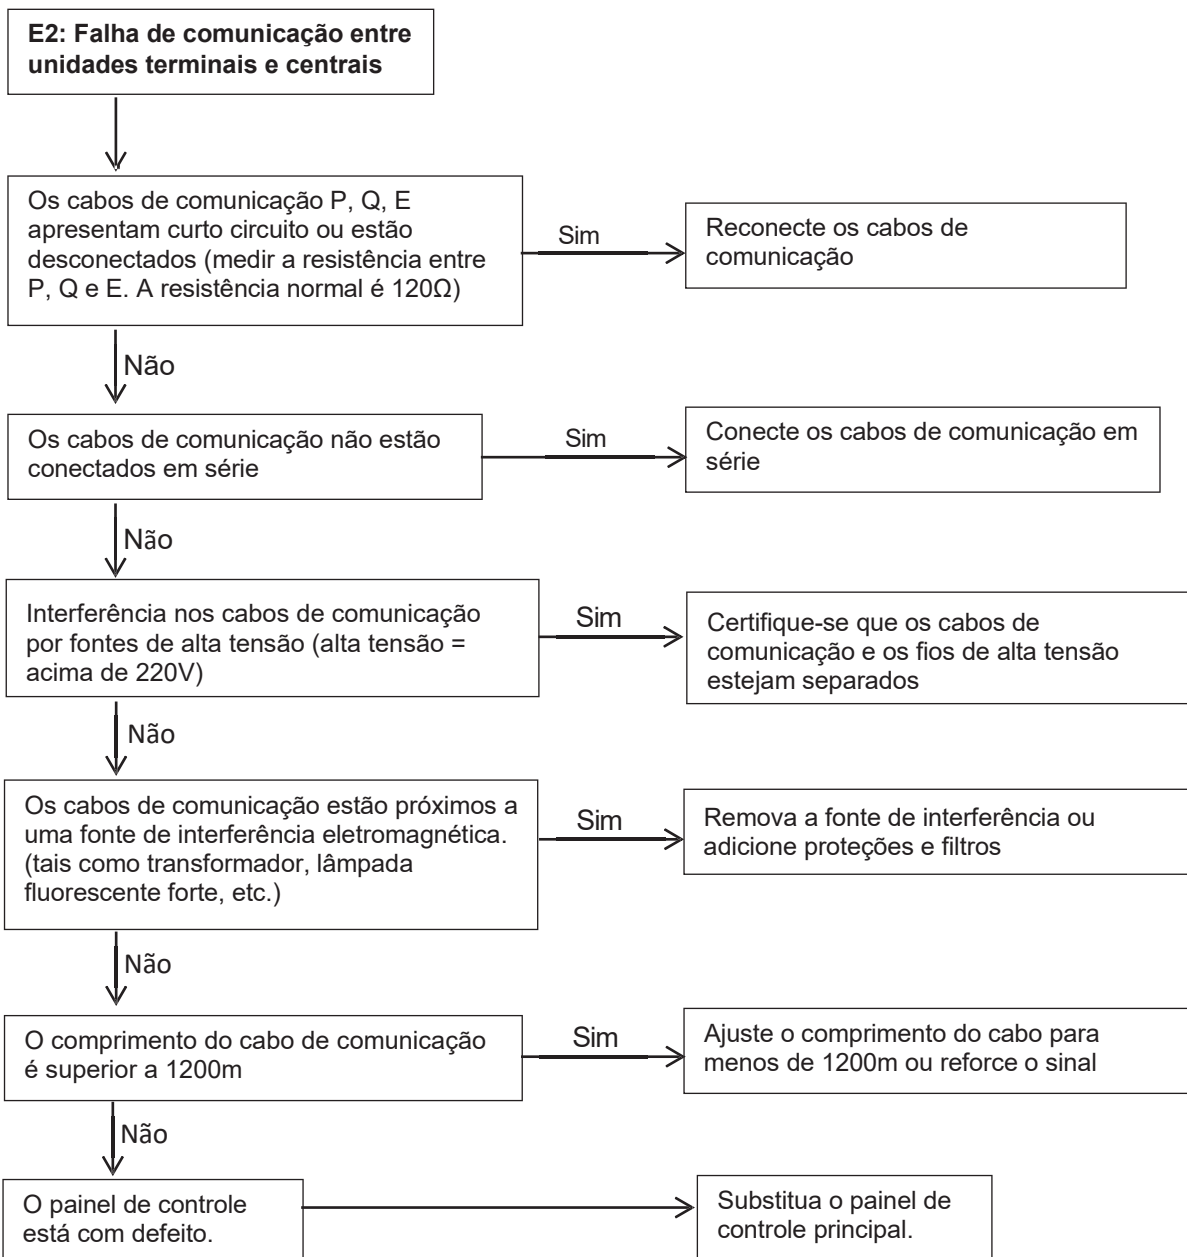 E2: Falha de comunicação entre
unidades terminais e centrais
Os cabos de comunicação P, Q, E
apresentam curto circuito ou estão
desconectados (medir a resistência entre
P, Q e E. A resistência normal é 120Ω)
Sim
Reconecte os cabos de
comunicação
Não
Os cabos de comunicação não estão
conectados em série
Sim
Conecte os cabos de comunicação em
série
Não
Interferência nos cabos de comunicação
por fontes de alta tensão (alta tensão =
acima de 220V)
Sim
Certifique-se que os cabos de
comunicação e os fios de alta tensão
estejam separados
Não
Os cabos de comunicação estão próximos a
uma fonte de interferência eletromagnética.
(tais como transformador, lâmpada
fluorescente forte, etc.)
Sim
Remova a fonte de interferência ou
adicione proteções e filtros
Não
O comprimento do cabo de comunicação
é superior a 1200m
Sim
Ajuste o comprimento do cabo para
menos de 1200m ou reforce o sinal
Não
O painel de controle
está com defeito.
Substitua o painel de
controle principal.